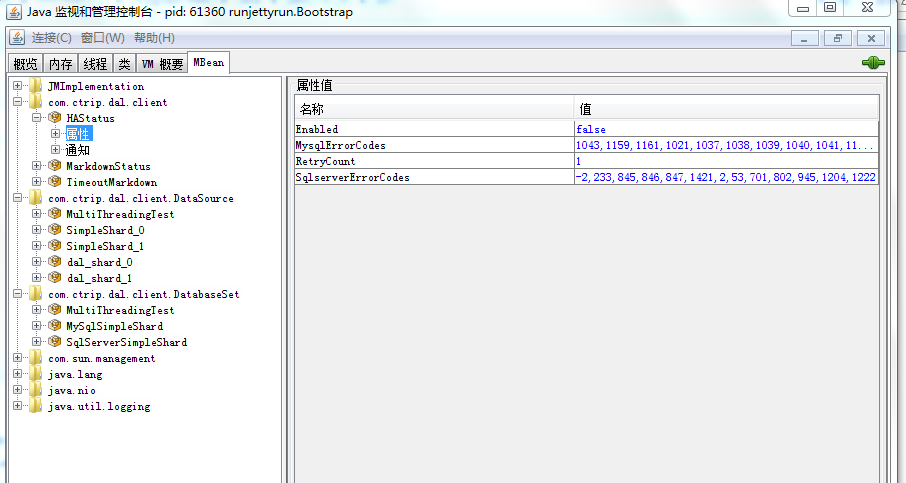 Java 监视和管理控制台 - pid: 61360 runjettyrun.Bootstrap
连接(C) 窗口(W) 帮助(H)
概览 内存 线程 类 VM 概要 MBean
JMImplementation
com.ctrip.dal.client
HAStatus
属性
通知
MarkdownStatus
TimeoutMarkdown
com.ctrip.dal.client.DataSource
MultiThreadingTest
SimpleShard_0
SimpleShard_1
dal_shard_0
dal_shard_1
com.ctrip.dal.client.DatabaseSet
MultiThreadingTest
MySqlSimpleShard
SqlServerSimpleShard
com.sun.management
java.lang
java.nio
java.util.logging
属性值
名称 值
Enabled false
MysqlErrorCodes 1043,1159,1161,1021,1037,1038,1039,1040,1041,11...
RetryCount 1
SqlserverErrorCodes -2,233,845,846,847,1421,2,53,701,802,945,1204,1222